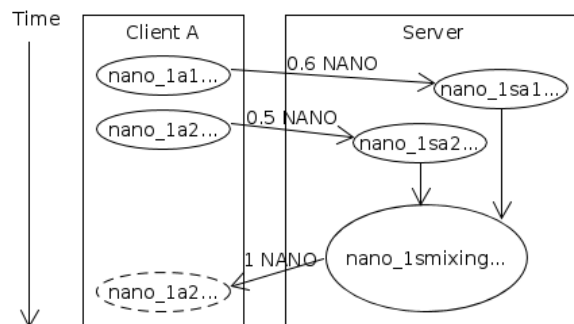 Time
Client A
Server
nano_1a1...
0.6 NANO
nano_1sa1...
nano_1a2...
0.5 NANO
nano_1sa2...
nano_1smixing...
1 NANO
nano_1a2...